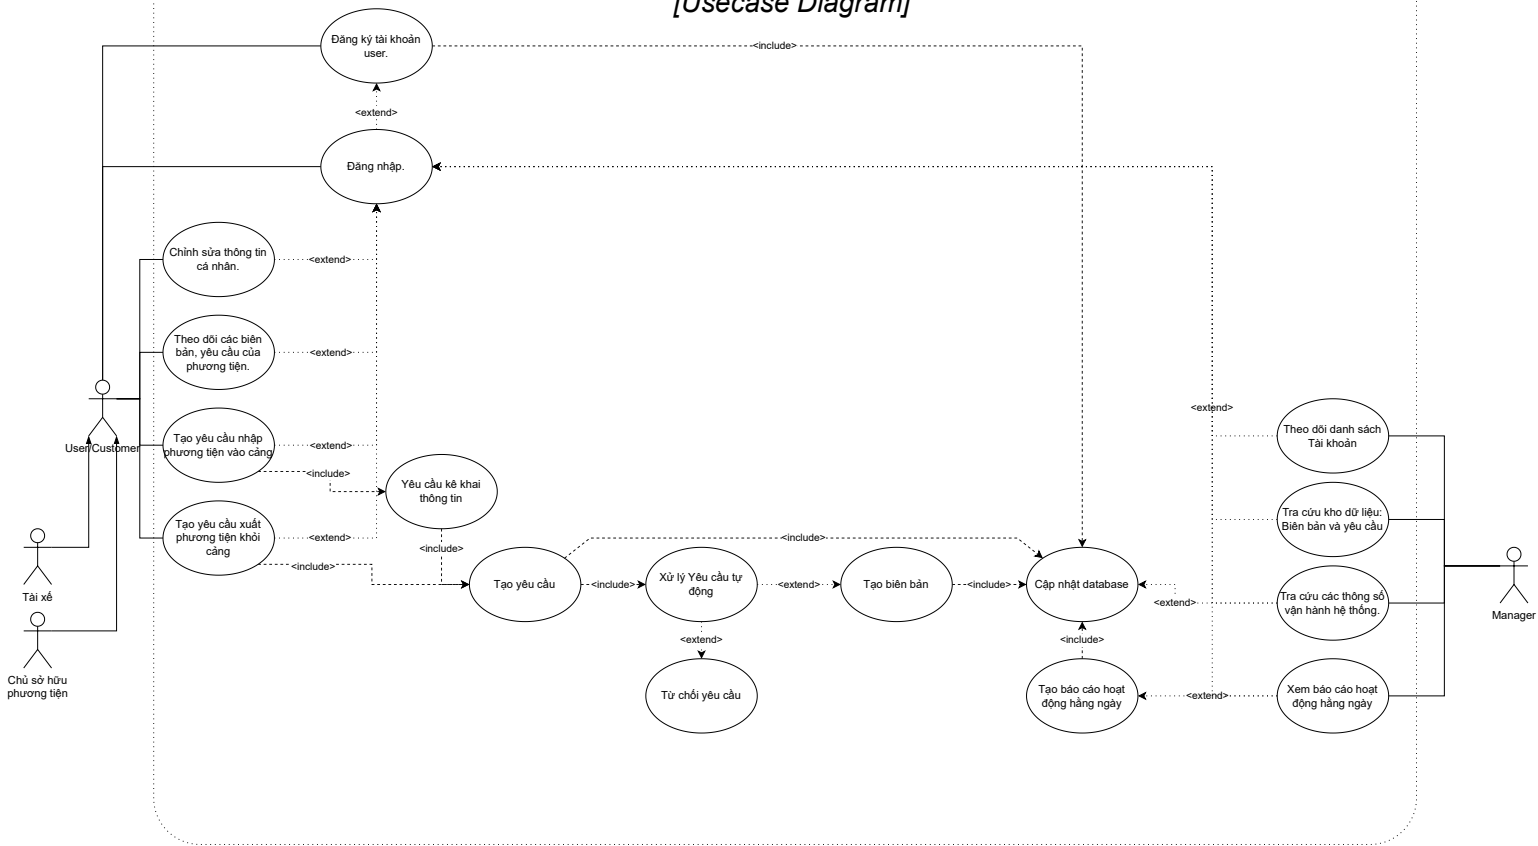 [Usecase Diagram]
Đăng ký tài khoản
user.
<include>
<extend>
Đăng nhập.
Chỉnh sửa thông tin
cá nhân.
<extend>
Theo dõi các biên
bản, yêu cầu của
phương tiện.
<extend>
User/Customer
Tạo yêu cầu nhập
phương tiện vào cảng
<extend>
<include>
Yêu cầu kê khai
thông tin
<extend>
Theo dõi danh sách
Tài khoản
Tạo yêu cầu xuất
phương tiện khỏi
cảng
<extend>
<include>
<include>
<include>
Tra cứu kho dữ liệu:
Biên bản và yêu cầu
Tài xế
Tạo yêu cầu
<include>
Xử lý Yêu cầu tự
động
<extend>
Tạo biên bản
<include>
Cập nhật database
<extend>
Tra cứu các thông số
vận hành hệ thống.
Manager
Chủ sở hữu
phương tiện
<extend>
<include>
Từ chối yêu cầu
Tạo báo cáo hoạt
động hằng ngày
<extend>
Xem báo cáo hoạt
động hằng ngày